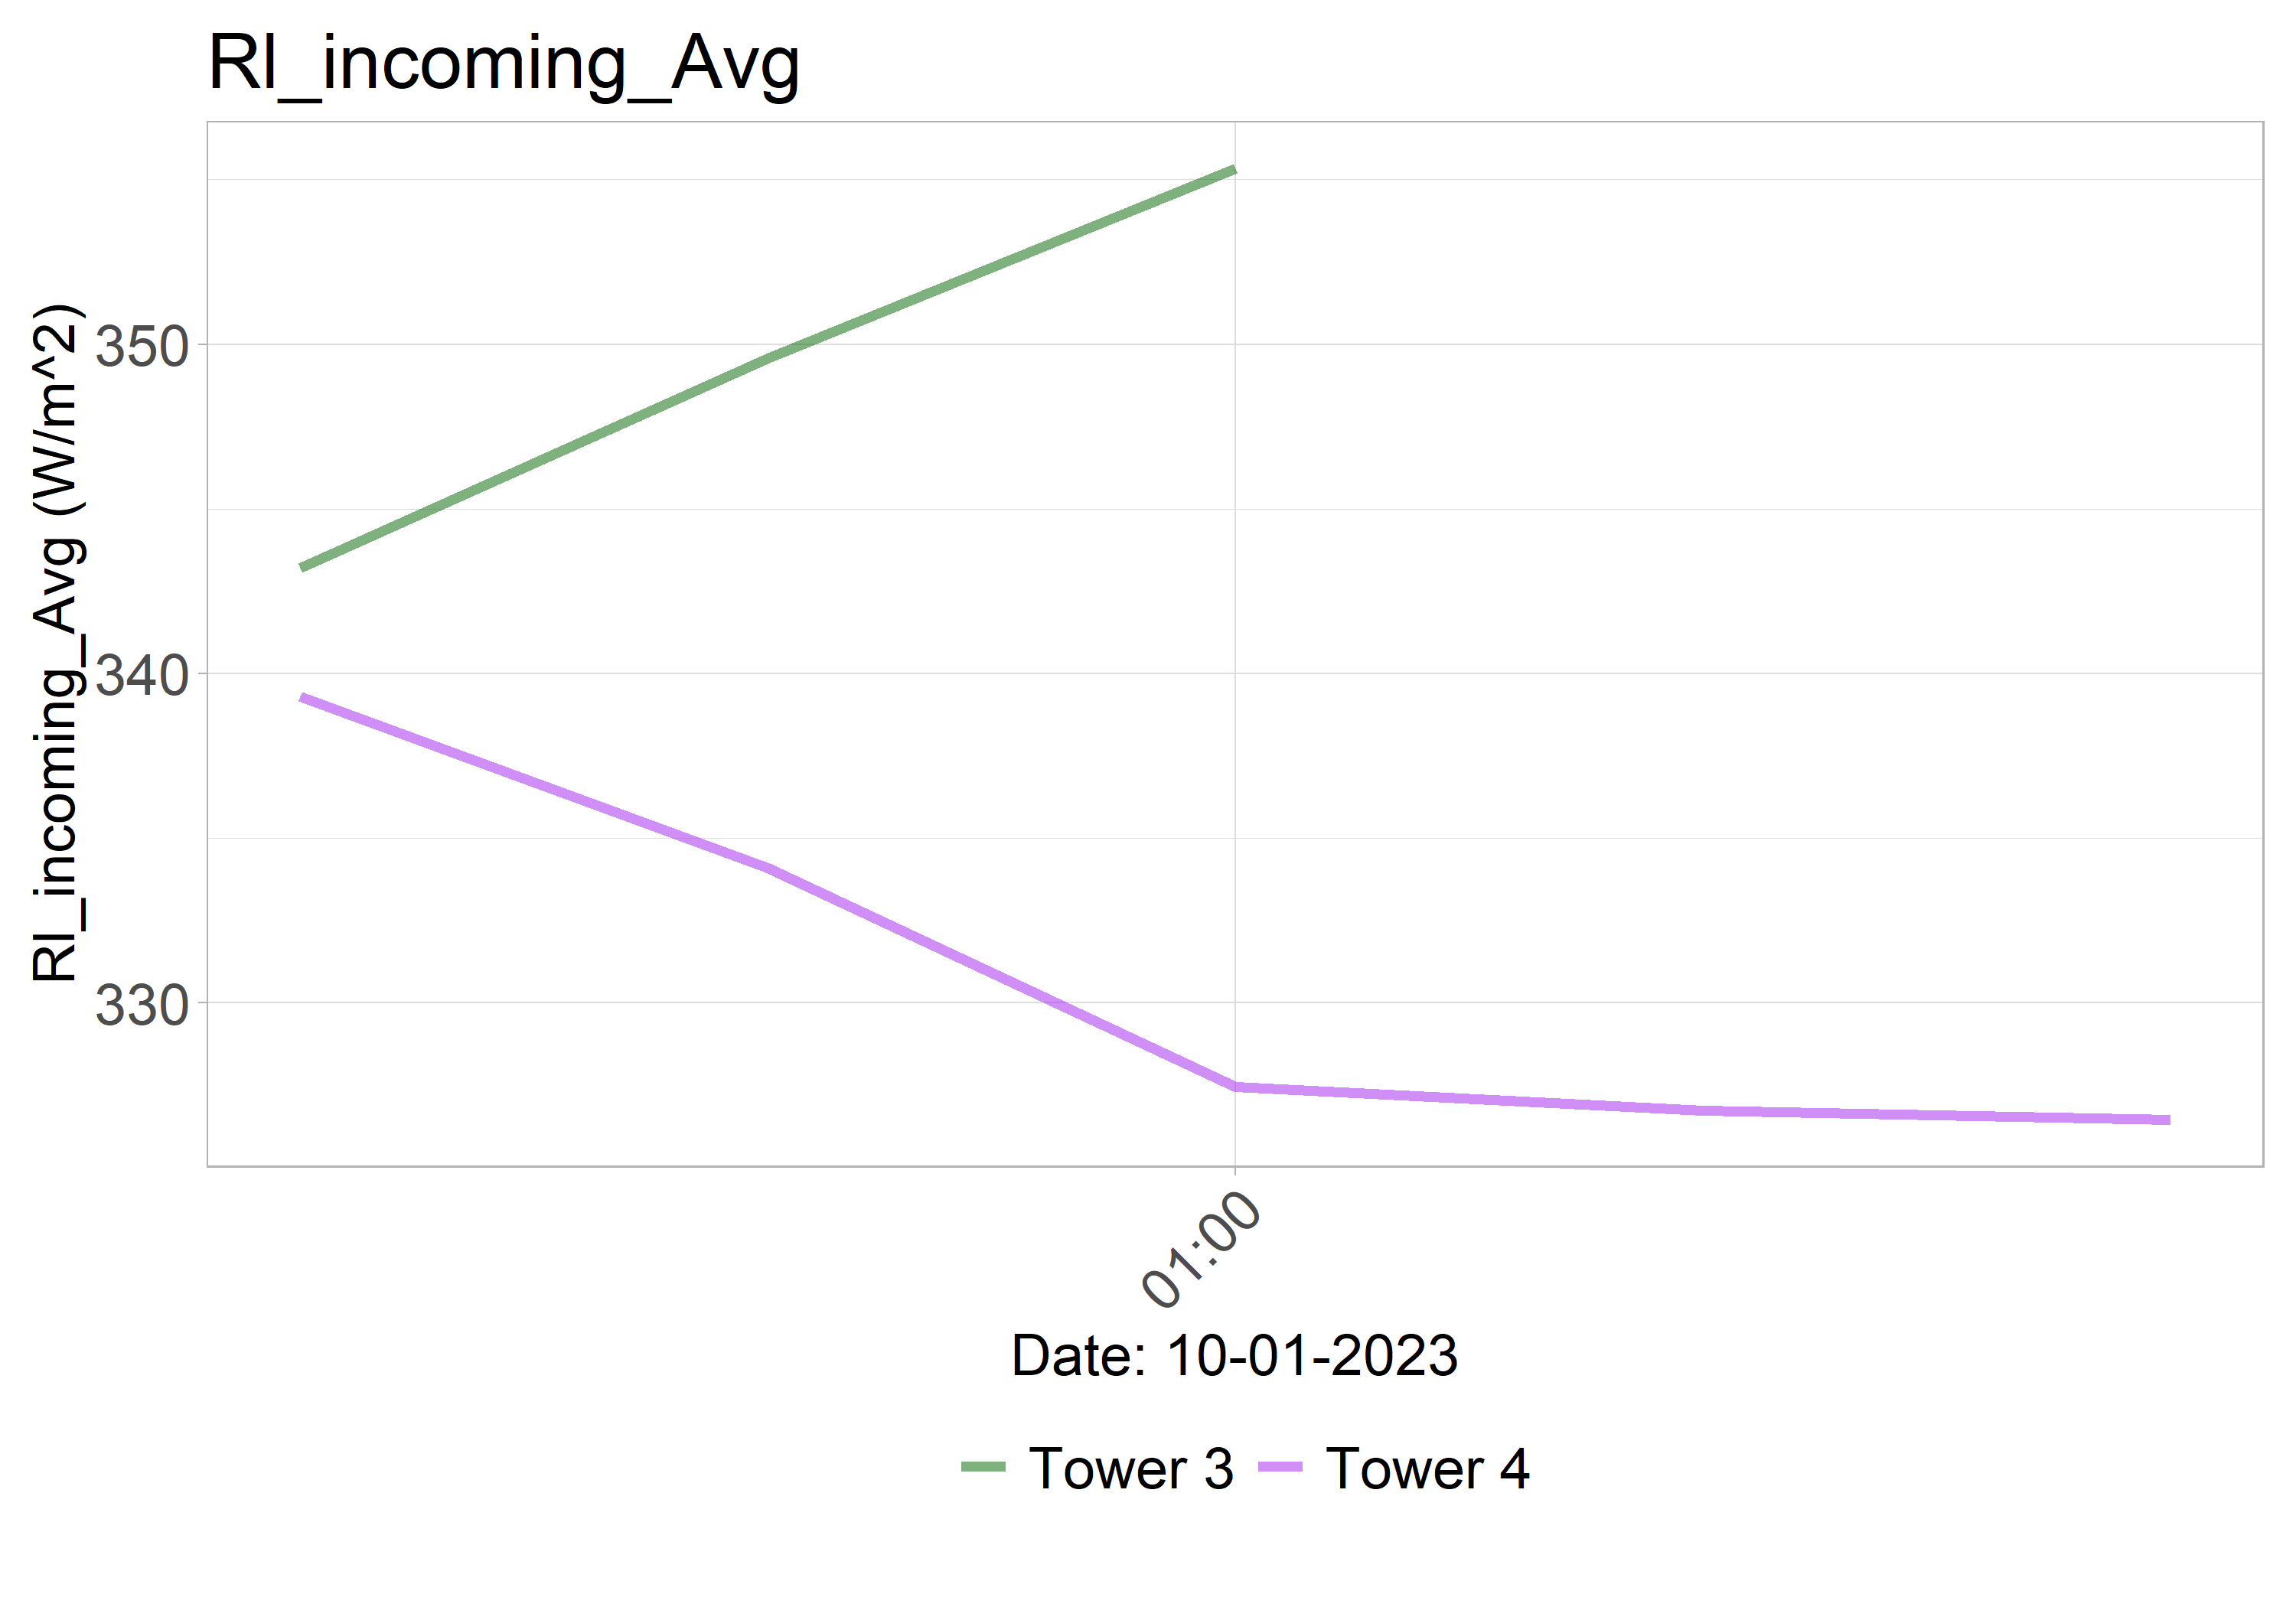 Rl_incoming_Avg
Rl_incoming_Avg (W/m^2)
350
340
330
01:00
Date: 10-01-2023
Tower 3 Tower 4